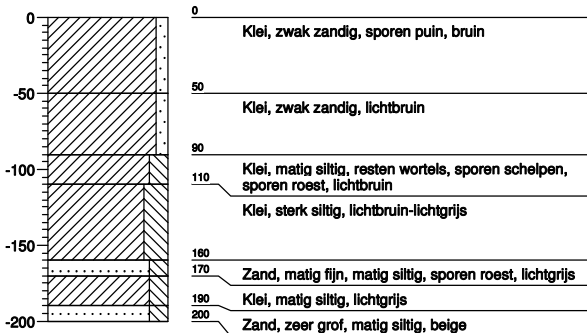 0
0
Klei, zwak zandig, sporen puin, bruin
-50
50
Klei, zwak zandig, lichtbruin
90
-100
Klei, matig siltig, resten wortels, sporen schelpen,
110
sporen roest, lichtbruin
Klei, sterk siltig, lichtbruin-lichtgrijs
-150
160
170
Zand, matig fijn, matig siltig, sporen roest, lichtgrijs
190
Klei, matig siltig, lichtgrijs
-200
200
Zand, zeer grof, matig siltig, beige